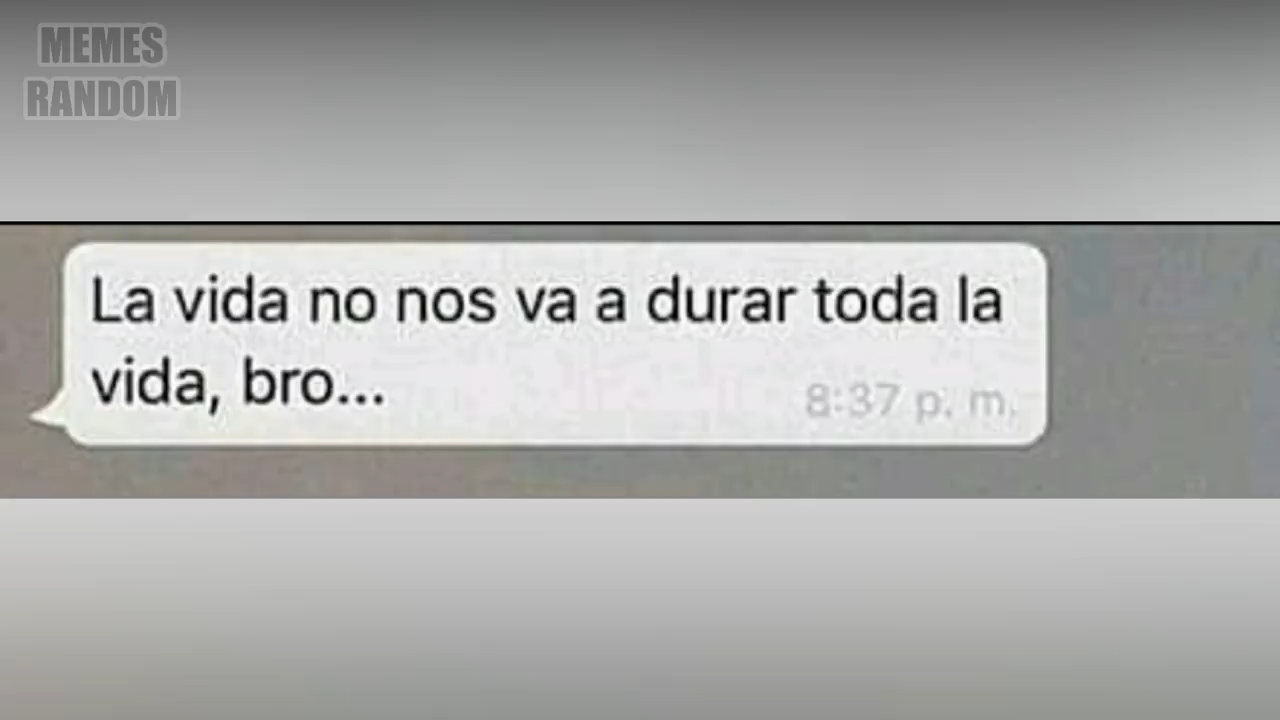 MEMES
RANDOM
La vida no nos va a durar toda la
vida, bro...
8:37 p. m.